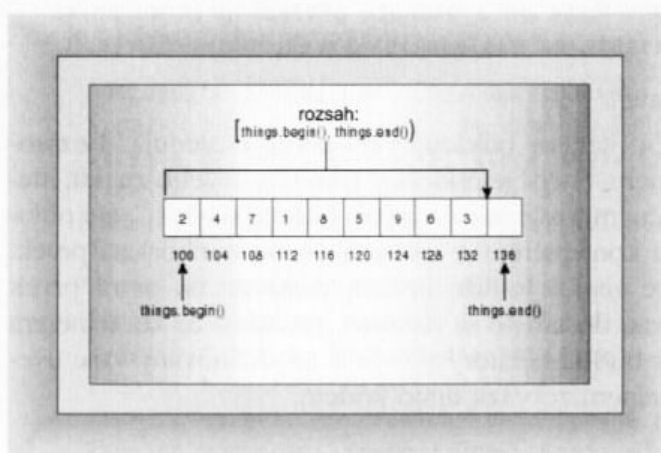 rozsah:
[things.begin(), things.end())
2 4 7 1 8 5 9 6 3
100 104 108 112 116 120 124 128 132 136
things.begin() things.end()